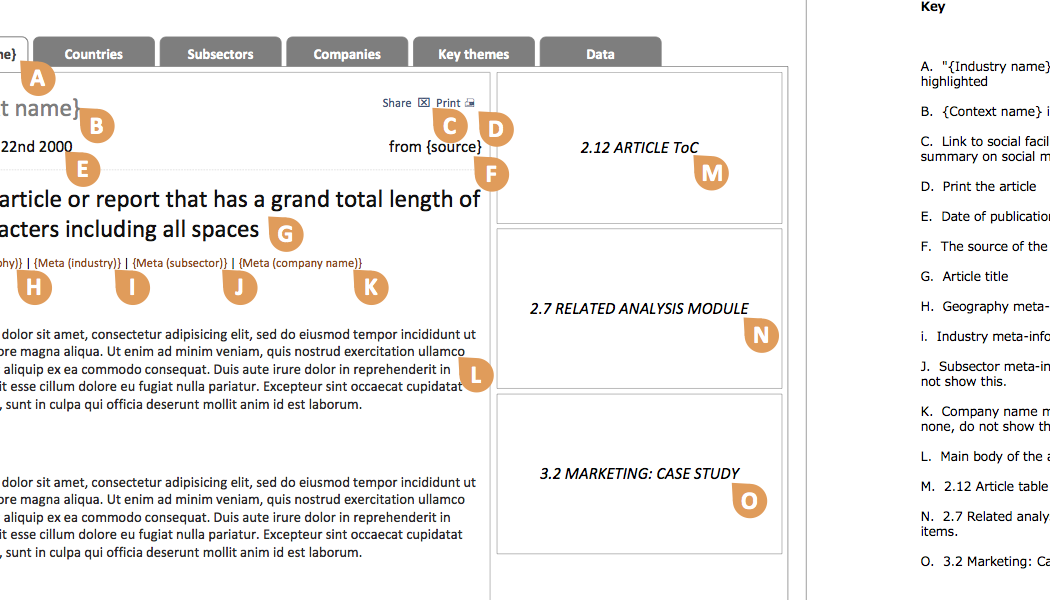 ne} Countries Subsectors Companies Key themes Data
A
t name}
B
Share Print
C D
22nd 2000 from {source}
E F
article or report that has a grand total length of
acters including all spaces
G
phy)} | {Meta (industry)} | {Meta (subsector)} | {Meta (company name)}
H I J K
dolor sit amet, consectetur adipisicing elit, sed do eiusmod tempor incididunt ut
ore magna aliqua. Ut enim ad minim veniam, quis nostrud exercitation ullamco
aliquip ex ea commodo consequat. Duis aute irure dolor in reprehenderit in
it esse cillum dolore eu fugiat nulla pariatur. Excepteur sint occaecat cupidatat
, sunt in culpa qui officia deserunt mollit anim id est laborum.
L
dolor sit amet, consectetur adipisicing elit, sed do eiusmod tempor incididunt ut
ore magna aliqua. Ut enim ad minim veniam, quis nostrud exercitation ullamco
aliquip ex ea commodo consequat. Duis aute irure dolor in reprehenderit in
it esse cillum dolore eu fugiat nulla pariatur. Excepteur sint occaecat cupidatat
, sunt in culpa qui officia deserunt mollit anim id est laborum.
2.12 ARTICLE ToC
M
2.7 RELATED ANALYSIS MODULE
N
3.2 MARKETING: CASE STUDY
O
Key
A. "{Industry name}
highlighted
B. {Context name} i
C. Link to social facil
summary on social m
D. Print the article
E. Date of publication
F. The source of the
G. Article title
H. Geography meta-
i. Industry meta-info
J. Subsector meta-in
not show this.
K. Company name m
none, do not show th
L. Main body of the a
M. 2.12 Article table
N. 2.7 Related analy
items.
O. 3.2 Marketing: Ca